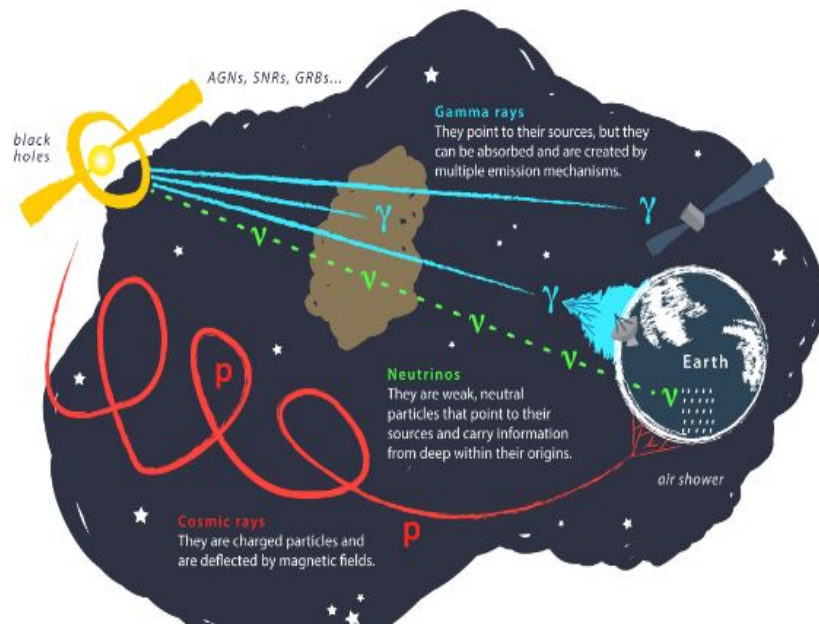 AGNs, SNRs, GRBs...
black
holes
Gamma rays
They point to their sources, but they
can be absorbed and are created by
multiple emission mechanisms.
γ
γ
ν
ν
γ
ν
ν
Earth
ν
p
Neutrinos
They are weak, neutral
particles that point to their
sources and carry information
from deep within their origins.
air shower
Cosmic rays
They are charged particles and
are deflected by magnetic fields.
p